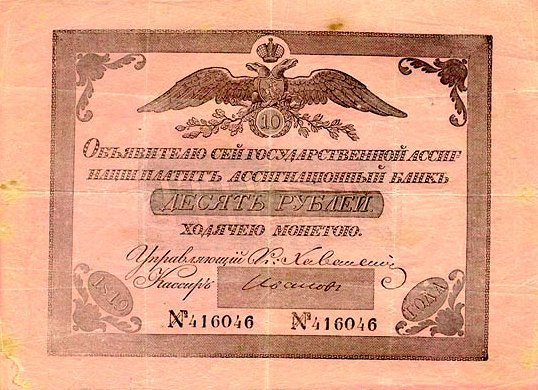 10
ОБЪЯВИТЕЛЮ СЕЙ ГОСУДАРСТВЕННОЙ АССИГ
НАЦІИ ПЛАТИТЪ АССИГНАЦІОННЫЙ БАНКЪ
ДЕСЯТЬ РУБЛЕЙ
ХОДЯЧЕЮ МОНЕТОЮ.
Управляющій К. Хованскій
Кассиръ
1819 ГОДА
№416046 №416046